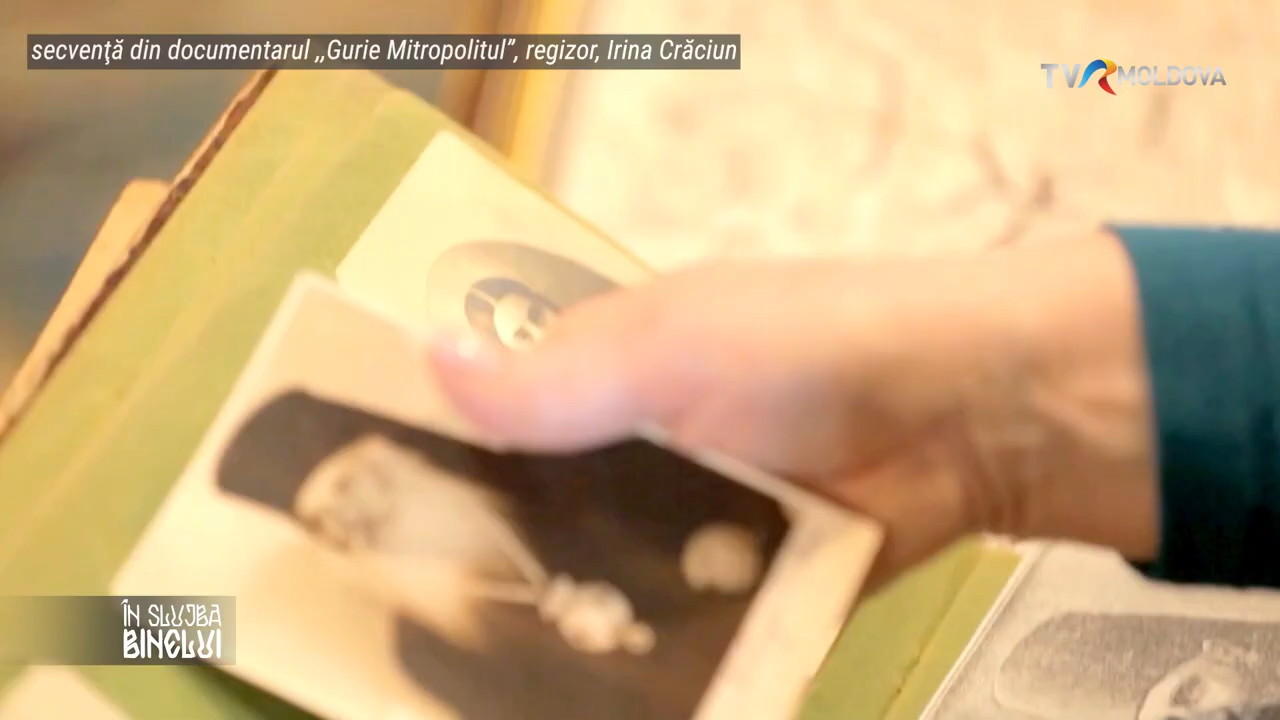 secvenţă din documentarul ,,Gurie Mitropolitul”, regizor, Irina Crăciun
TVR MOLDOVA
ÎN SLUJBA
BINELUI